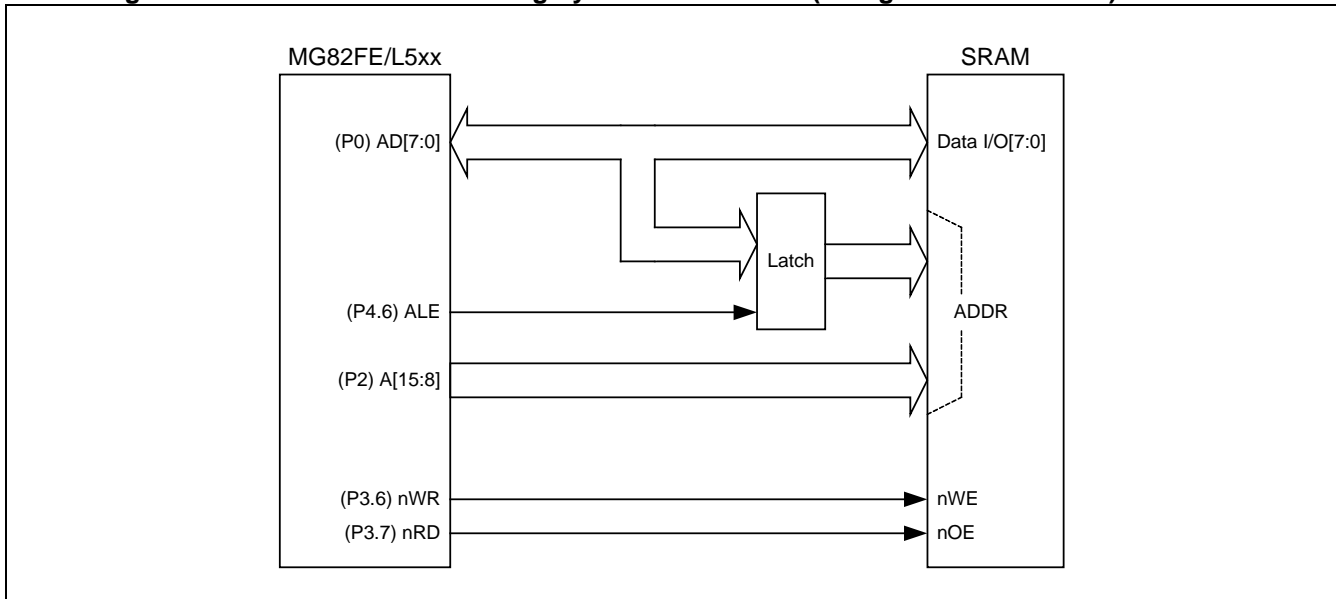 MG82FE/L5xx SRAM
(P0) AD[7:0] Data I/O[7:0]
Latch
(P4.6) ALE ADDR
(P2) A[15:8]
(P3.6) nWR nWE
(P3.7) nRD nOE